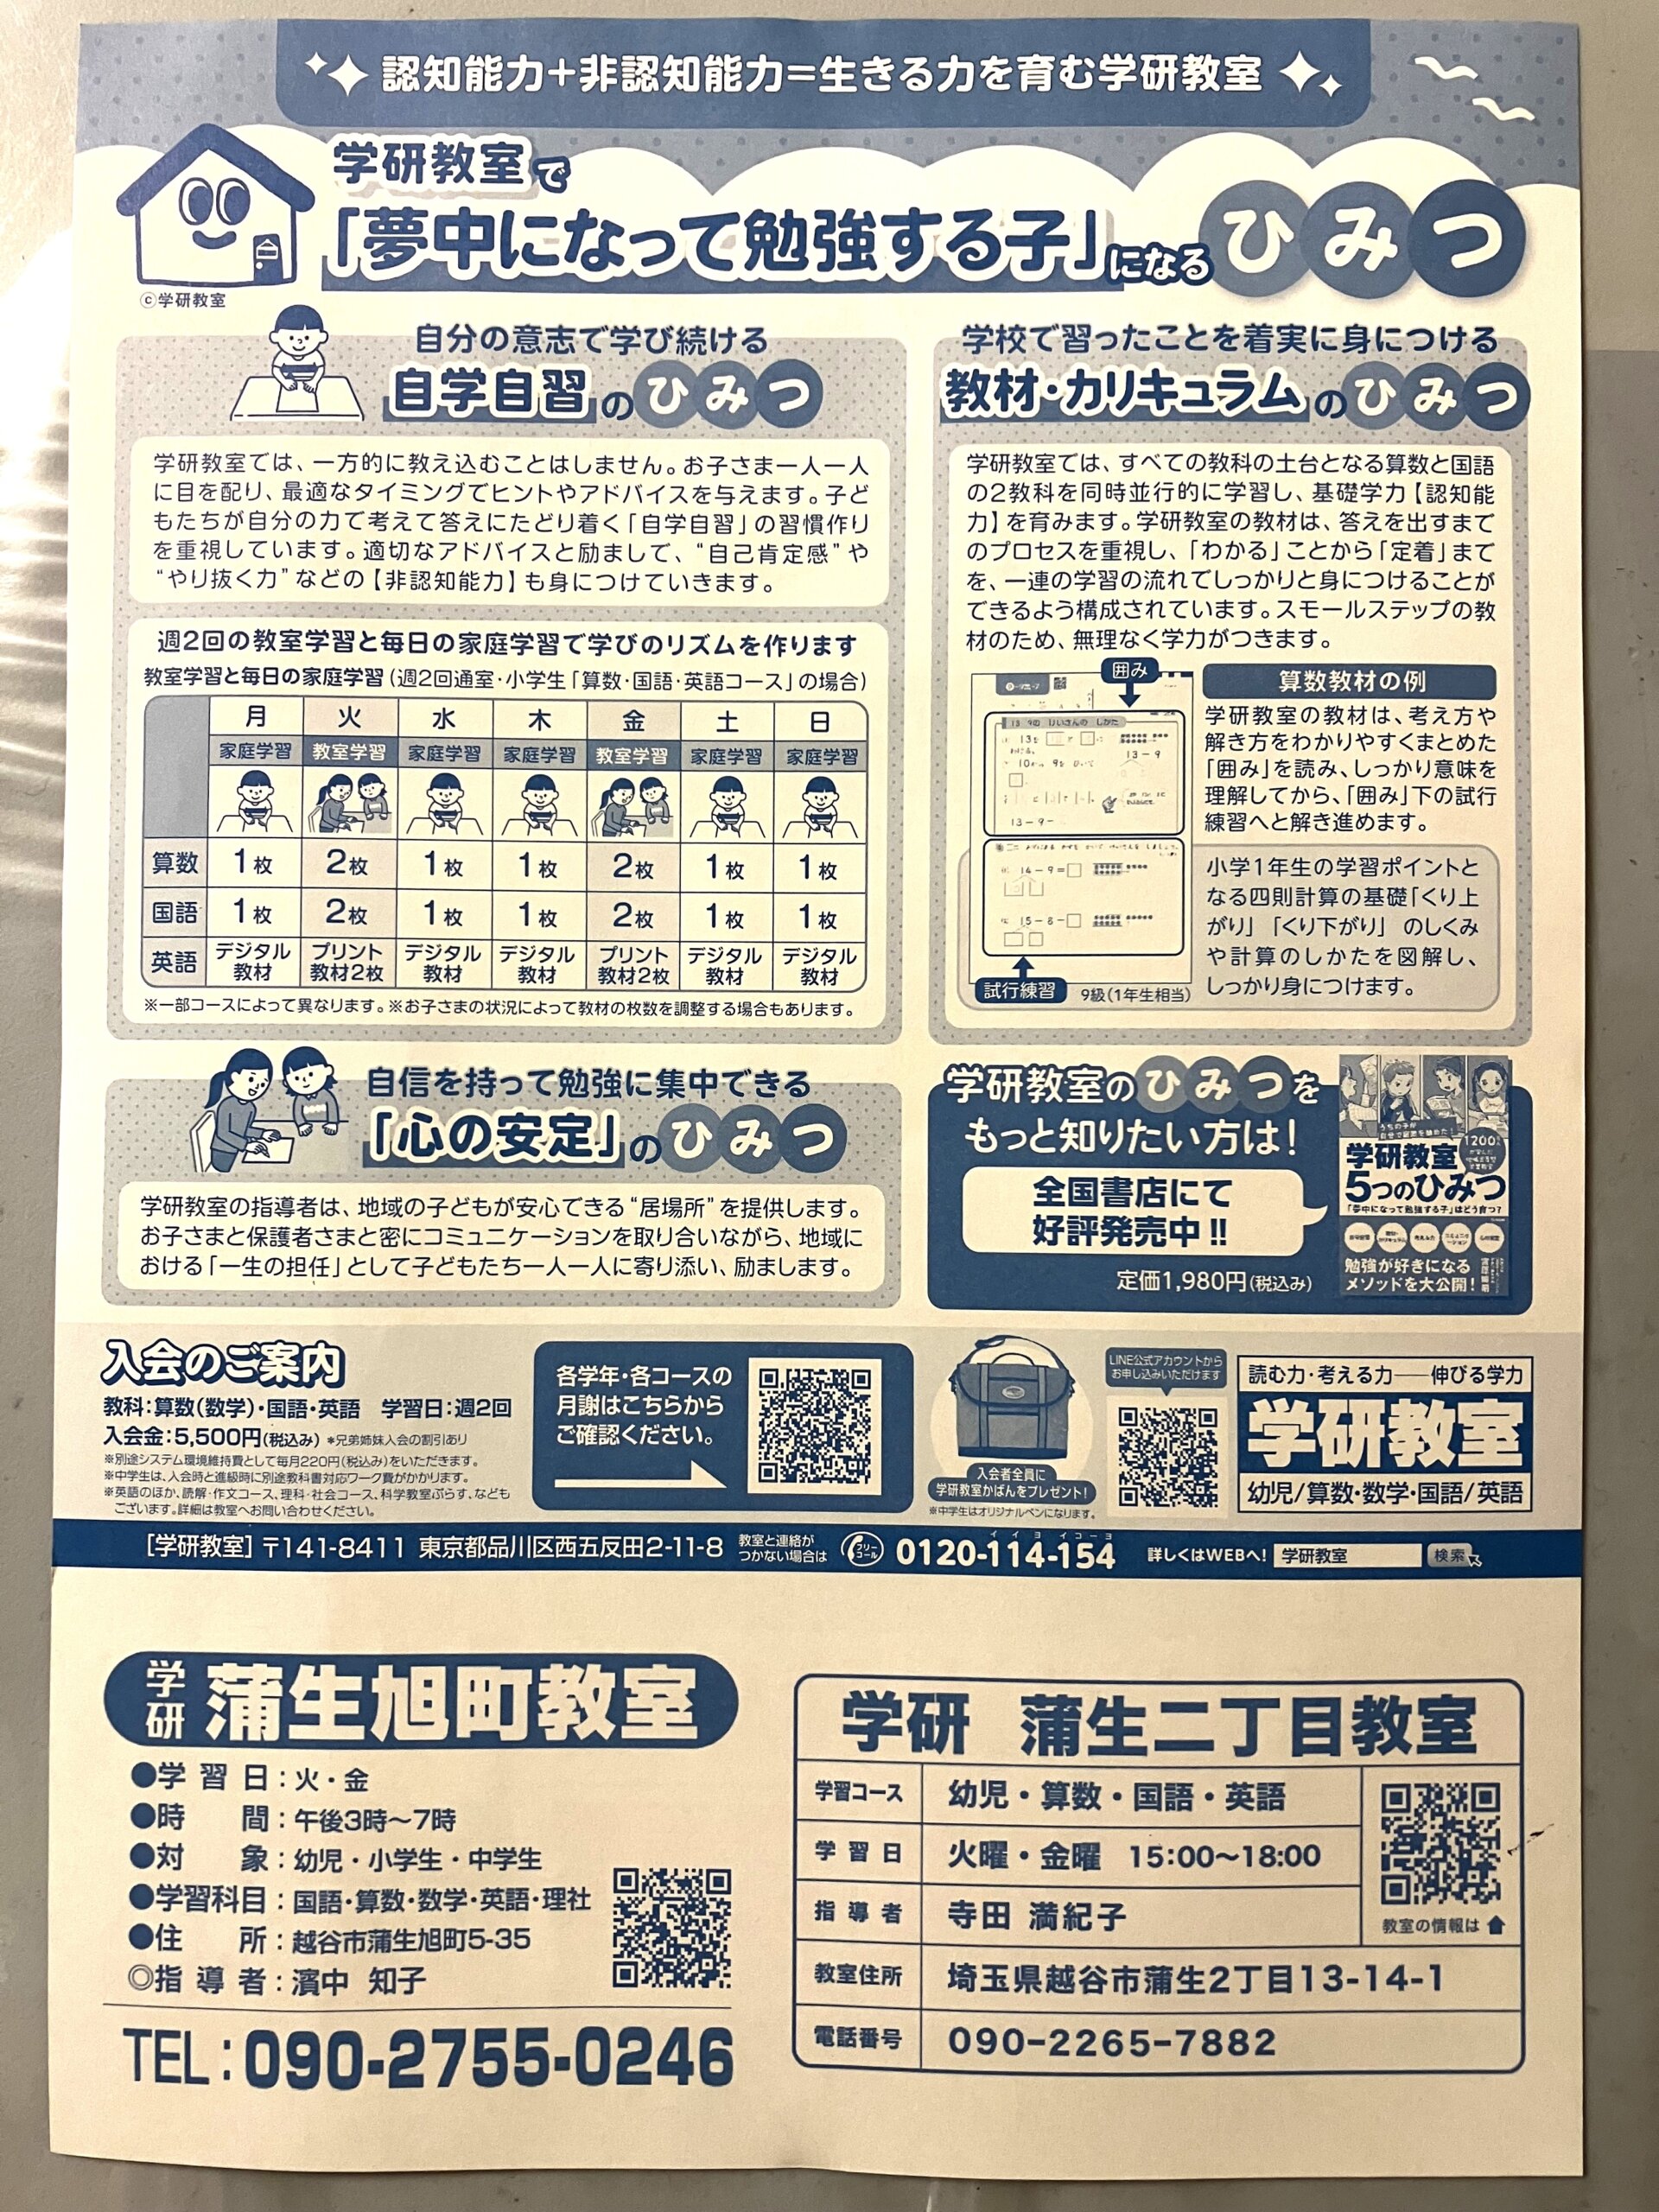 認知能力＋非認知能力＝生きる力を育む学研教室
学研教室で
「夢中になって勉強する子」になるひみつ
©学研教室
自分の意志で学び続ける
自学自習のひみつ
学研教室では、一方的に教え込むことはしません。お子さま一人一人
に目を配り、最適なタイミングでヒントやアドバイスを与えます。子ど
もたちが自分の力で考えて答えにたどり着く「自学自習」の習慣作り
を重視しています。適切なアドバイスと励まして、“自己肯定感”や
“やり抜く力”などの【非認知能力】も身につけていきます。
週2回の教室学習と毎日の家庭学習で学びのリズムを作ります
教室学習と毎日の家庭学習（週2回通室・小学生「算数・国語・英語コース」の場合）
月 火 水 木 金 土 日
家庭学習 教室学習 家庭学習 家庭学習 教室学習 家庭学習 家庭学習
算数 1枚 2枚 1枚 1枚 2枚 1枚 1枚
国語 1枚 2枚 1枚 1枚 2枚 1枚 1枚
英語 デジタル教材 プリント教材2枚 デジタル教材 デジタル教材 プリント教材2枚 デジタル教材 デジタル教材
※一部コースによって異なります。※お子さまの状況によって教材の枚数を調整する場合もあります。
学校で習ったことを着実に身につける
教材・カリキュラムのひみつ
学研教室では、すべての教科の土台となる算数と国語
の2教科を同時並行的に学習し、基礎学力【認知能
力】を育みます。学研教室の教材は、答えを出すまで
のプロセスを重視し、「わかる」ことから「定着」まで
を、一連の学習の流れでしっかりと身につけることが
できるよう構成されています。スモールステップの教
材のため、無理なく学力がつきます。
囲み
13－9の けいさんの しかた
13－9
13－9－
14－9＝□
15－8－□
試行練習
9級（1年生相当）
算数教材の例
学研教室の教材は、考え方や
解き方をわかりやすくまとめた
「囲み」を読み、しっかり意味を
理解してから、「囲み」下の試行
練習へと解き進めます。
小学1年生の学習ポイントと
なる四則計算の基礎「くり上
がり」「くり下がり」のしくみ
や計算のしかたを図解し、
しっかり身につけます。
自信を持って勉強に集中できる
「心の安定」のひみつ
学研教室の指導者は、地域の子どもが安心できる“居場所”を提供します。
お子さまと保護者さまと密にコミュニケーションを取り合いながら、地域に
おける「一生の担任」として子どもたち一人一人に寄り添い、励まします。
学研教室のひみつを
もっと知りたい方は！
全国書店にて
好評発売中!!
定価1,980円（税込み）
学研教室
5つのひみつ
「夢中になって勉強する子」はどう育つ?
勉強が好きになる
メソッドを大公開！
入会のご案内
教科：算数（数学）・国語・英語　学習日：週2回
入会金：5,500円（税込み）＊兄弟姉妹入会の割引あり
※別途システム環境維持費として毎月220円（税込み）をいただきます。
※中学生は、入会時と進級時に別途教科書対応ワーク費がかかります。
※英語のほか、読解・作文コース、理科・社会コース、科学教室ぷらす、なども
ございます。詳細は教室へお問い合わせください。
各学年・各コースの
月謝はこちらから
ご確認ください。
入会者全員に
学研教室かばんをプレゼント！
※中学生はオリジナルペンになります。
LINE公式アカウントから
お申し込みいただけます
読む力・考える力──伸びる学力
学研教室
幼児/算数・数学・国語/英語
［学研教室］〒141-8411 東京都品川区西五反田2-11-8
教室と連絡が
つかない場合は
フリーコール
イイヨ イコーヨ
0120-114-154
詳しくはWEBへ！ 学研教室 検索
学研 蒲生旭町教室
●学習日：火・金
●時　間：午後3時～7時
●対　象：幼児・小学生・中学生
●学習科目：国語・算数・数学・英語・理社
●住　所：越谷市蒲生旭町5-35
◎指導者：濱中 知子
TEL：090-2755-0246
学研　蒲生二丁目教室
学習コース 幼児・算数・国語・英語
学習日 火曜・金曜　15:00～18:00
指導者 寺田 満紀子
教室の情報は
教室住所 埼玉県越谷市蒲生2丁目13-14-1
電話番号 090-2265-7882